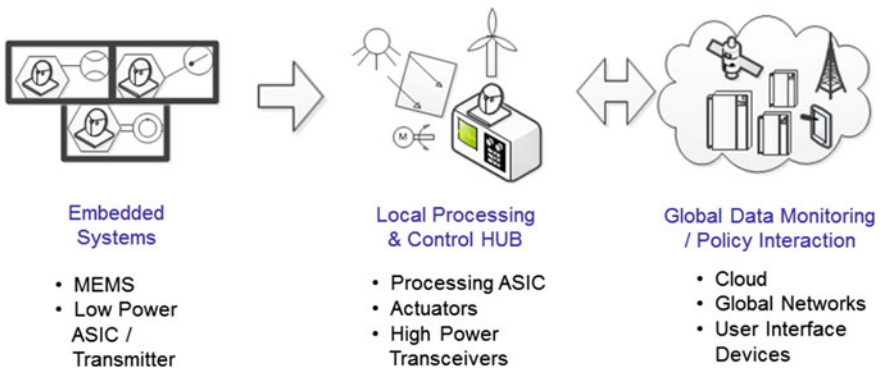 M
Embedded
Systems
• MEMS
• Low Power
ASIC /
Transmitter
Local Processing
& Control HUB
• Processing ASIC
• Actuators
• High Power
Transceivers
Global Data Monitoring
/ Policy Interaction
• Cloud
• Global Networks
• User Interface
Devices